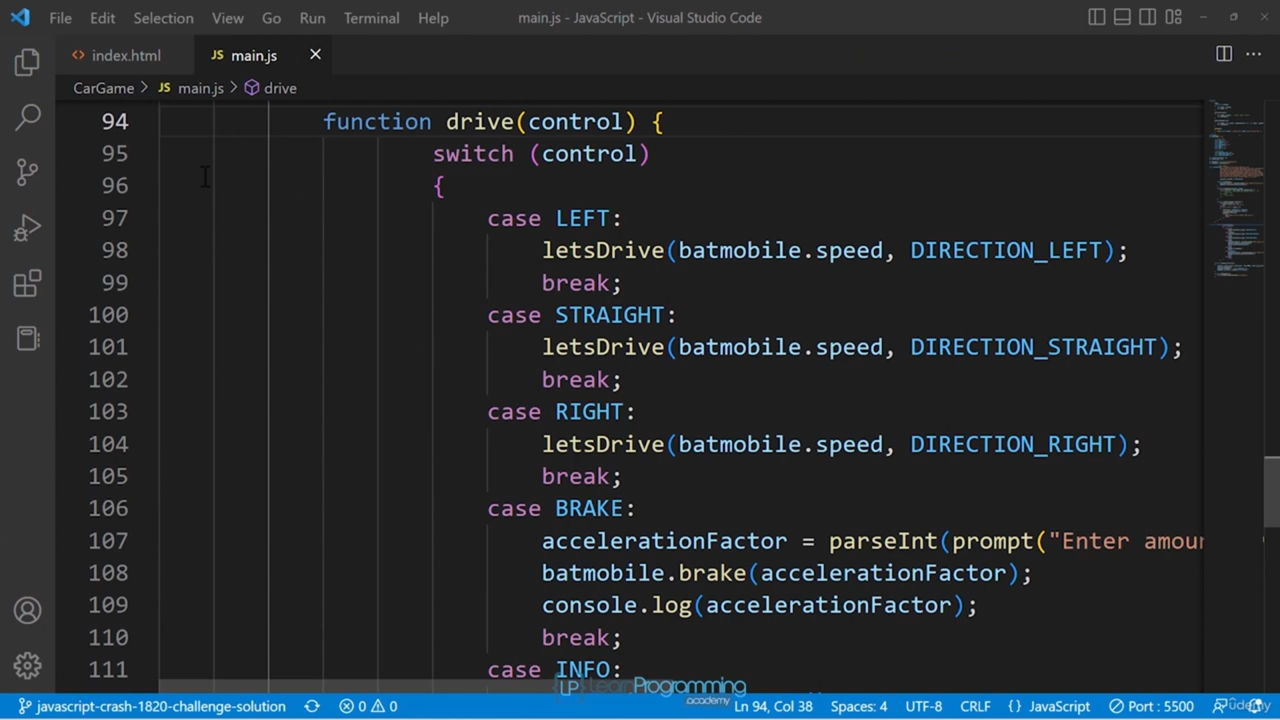 File Edit Selection View Go Run Terminal Help main.js - JavaScript - Visual Studio Code
<> index.html JS main.js ×
CarGame > JS main.js > drive
94 function drive(control) {
95 switch (control)
96 {
97 case LEFT:
98 letsDrive(batmobile.speed, DIRECTION_LEFT);
99 break;
100 case STRAIGHT:
101 letsDrive(batmobile.speed, DIRECTION_STRAIGHT);
102 break;
103 case RIGHT:
104 letsDrive(batmobile.speed, DIRECTION_RIGHT);
105 break;
106 case BRAKE:
107 accelerationFactor = parseInt(prompt("Enter amour
108 batmobile.brake(accelerationFactor);
109 console.log(accelerationFactor);
110 break;
111 case INFO:
LP LearnProgramming
.academy
javascript-crash-1820-challenge-solution 0 0 Ln 94, Col 38 Spaces: 4 UTF-8 CRLF {} JavaScript Port : 5500
Udemy